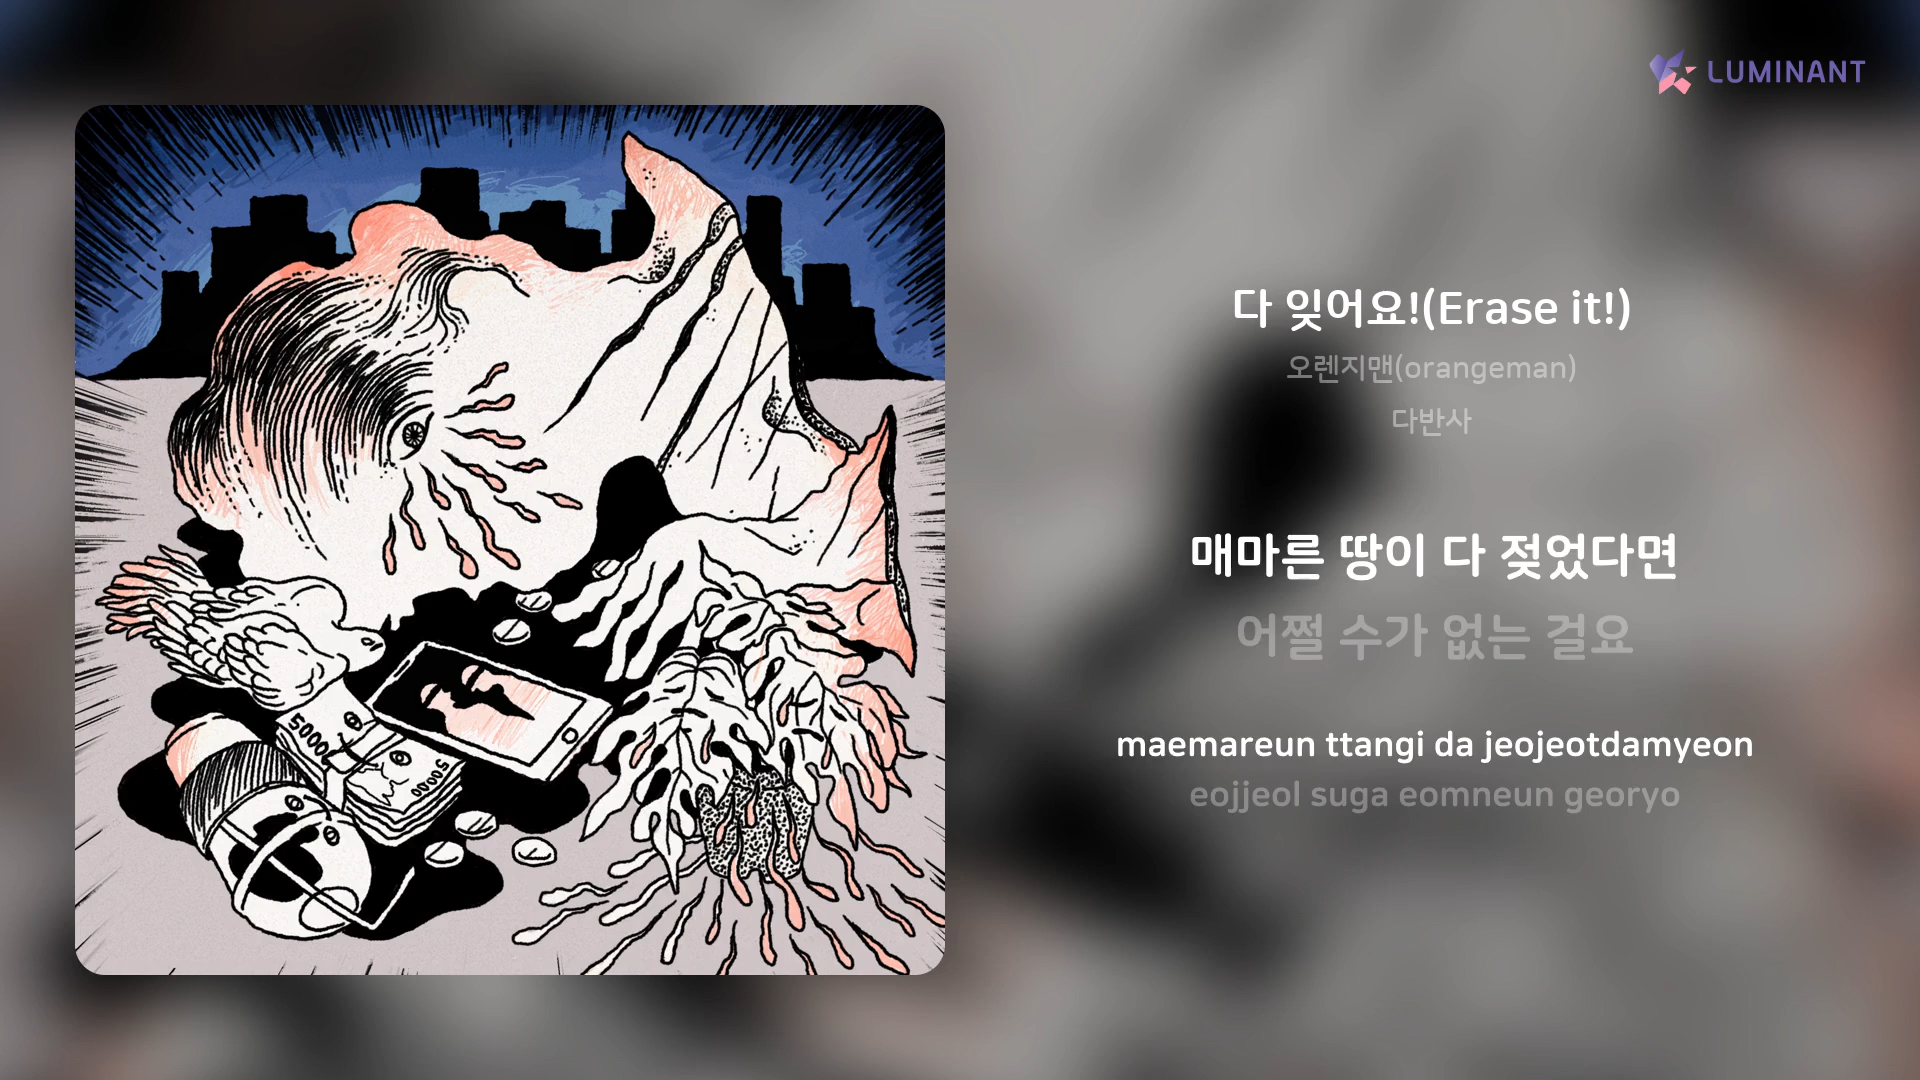 LUMINANT
다 잊어요!(Erase it!)
오렌지맨(orangeman)
다반사
매마른 땅이 다 젖었다면
어쩔 수가 없는 걸요
maemareun ttangi da jeojeotdamyeon
eojjeol suga eomneun georyo
5000
5000